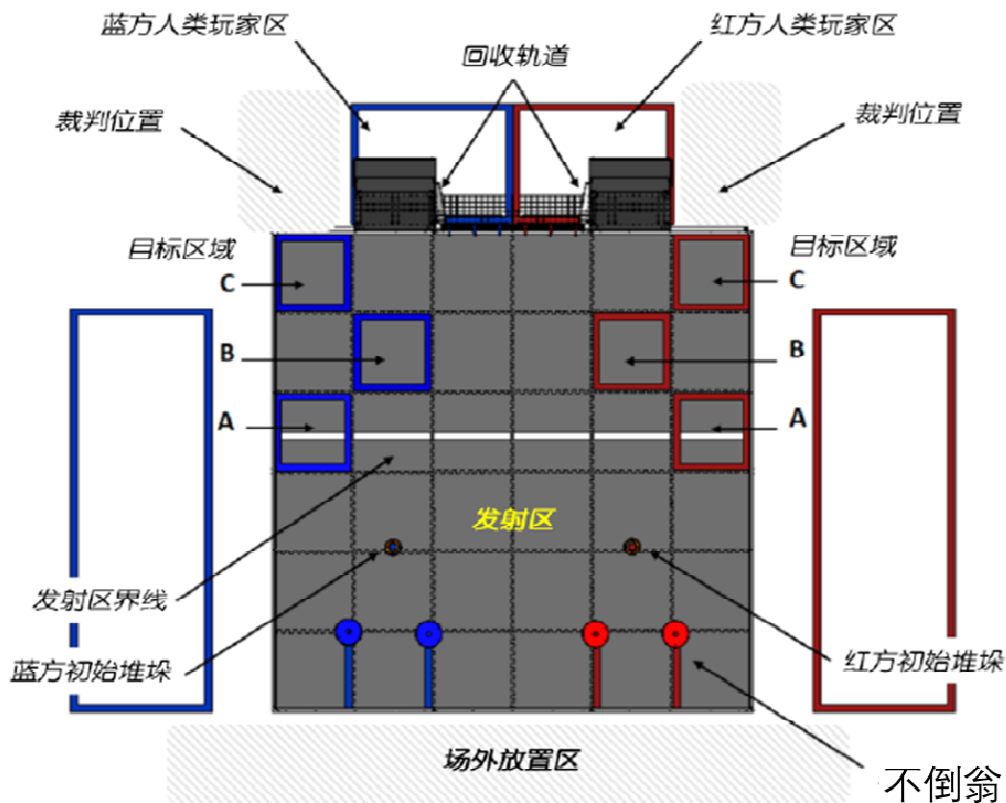 蓝方人类玩家区
红方人类玩家区
回收轨道
裁判位置
裁判位置
目标区域
目标区域
C
C
B
B
A
A
发射区
发射区界线
蓝方初始堆垛
红方初始堆垛
场外放置区
不倒翁